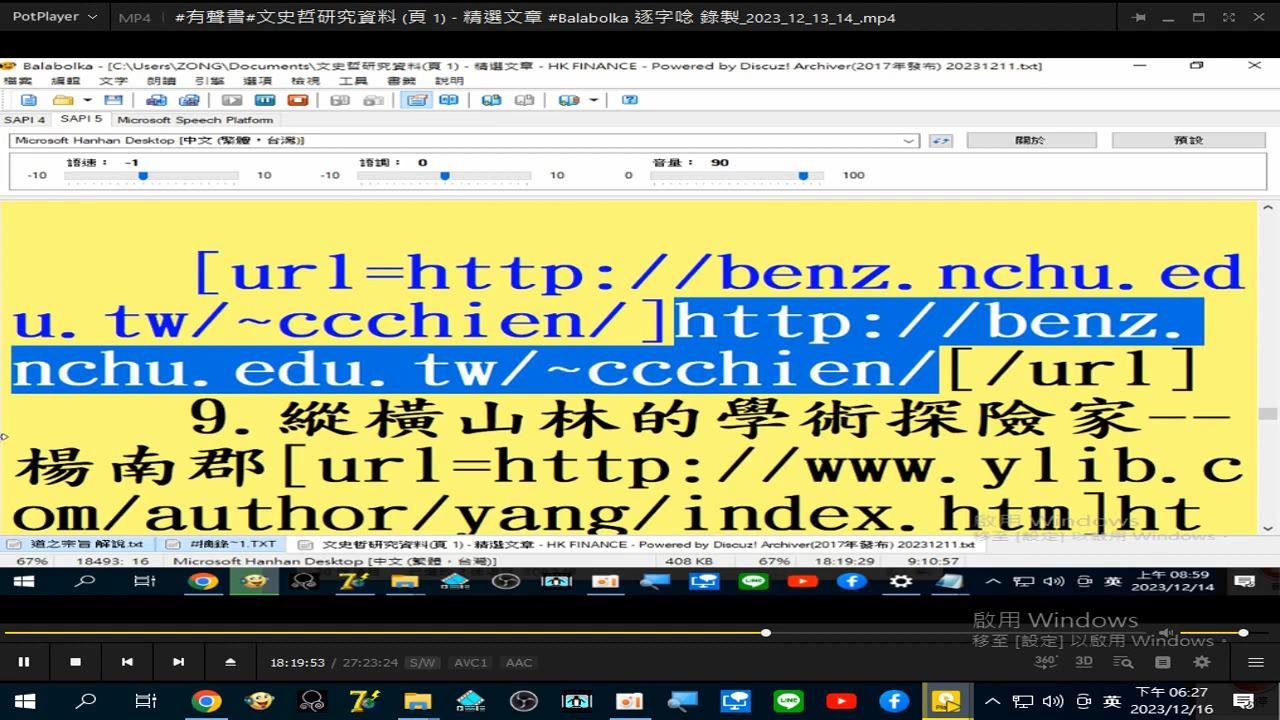 PotPlayer MP4 #有聲書#文史哲研究資料 (頁 1) - 精選文章 #Balabolka 逐字唸 錄製_2023_12_13_14_.mp4
Balabolka - [C:\Users\ZONG\Documents\文史哲研究資料(頁 1) - 精選文章 - HK FINANCE - Powered by Discuz! Archiver(2017年發布) 20231211.txt]
檔案 編輯 文字 朗讀 引擎 選項 檢視 工具 書籤 說明
SAPI 4 SAPI 5 Microsoft Speech Platform
Microsoft Hanhan Desktop [中文 (繁體，台灣)] 關於 預設
語速： -1 語調： 0 音量： 90
-10 10 -10 10 0 100
[url=http://benz.nchu.ed
u.tw/~ccchien/]http://benz.
nchu.edu.tw/~ccchien/[/url]
9.縱橫山林的學術探險家--
楊南郡[url=http://www.ylib.c
om/author/yang/index.htm]ht
啟用 Windows
移至 [設定] 以啟用 Windows。
道之宗旨 解說.txt #摘錄~1.TXT 文史哲研究資料(頁 1) - 精選文章 - HK FINANCE - Powered by Discuz! Archiver(2017年發布) 20231211.txt
67% 18493: 16 Microsoft Hanhan Desktop [中文 (繁體，台灣)] 408 KB 67% 18:19:29 9:10:57
英 上午 08:59
2023/12/14
啟用 Windows
移至 [設定] 以啟用 Windows。
18:19:53 / 27:23:24 S/W AVC1 AAC 360° 3D
英 下午 06:27
2023/12/16